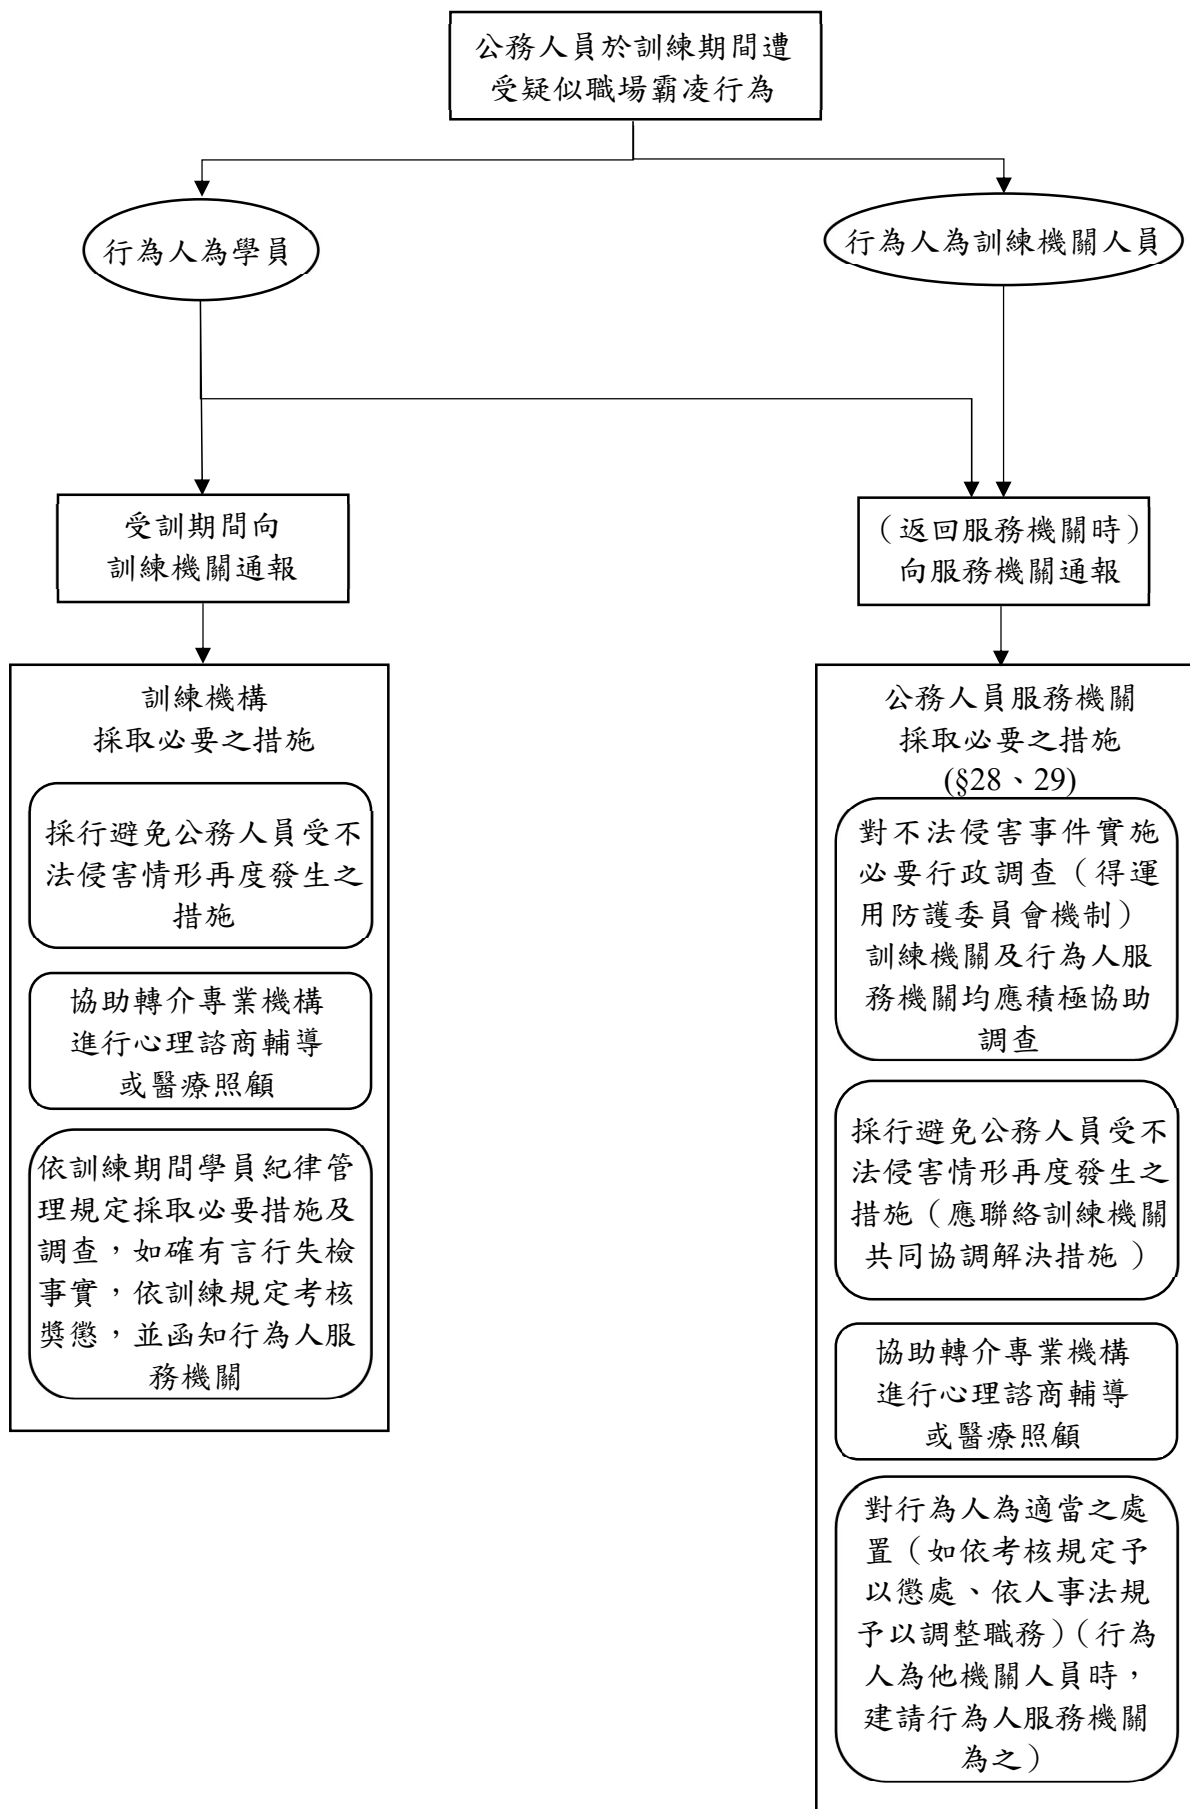 公務人員於訓練期間遭
受疑似職場霸凌行為
行為人為學員
行為人為訓練機關人員
受訓期間向
訓練機關通報
（返回服務機關時）
向服務機關通報
訓練機構
採取必要之措施
採行避免公務人員受不
法侵害情形再度發生之
措施
協助轉介專業機構
進行心理諮商輔導
或醫療照顧
依訓練期間學員紀律管
理規定採取必要措施及
調查，如確有言行失檢
事實，依訓練規定考核
獎懲，並函知行為人服
務機關
公務人員服務機關
採取必要之措施
(§28、29)
對不法侵害事件實施
必要行政調查（得運
用防護委員會機制）
訓練機關及行為人服
務機關均應積極協助
調查
採行避免公務人員受不
法侵害情形再度發生之
措施（應聯絡訓練機關
共同協調解決措施）
協助轉介專業機構
進行心理諮商輔導
或醫療照顧
對行為人為適當之處
置（如依考核規定予
以懲處、依人事法規
予以調整職務）（行為
人為他機關人員時，
建請行為人服務機關
為之）